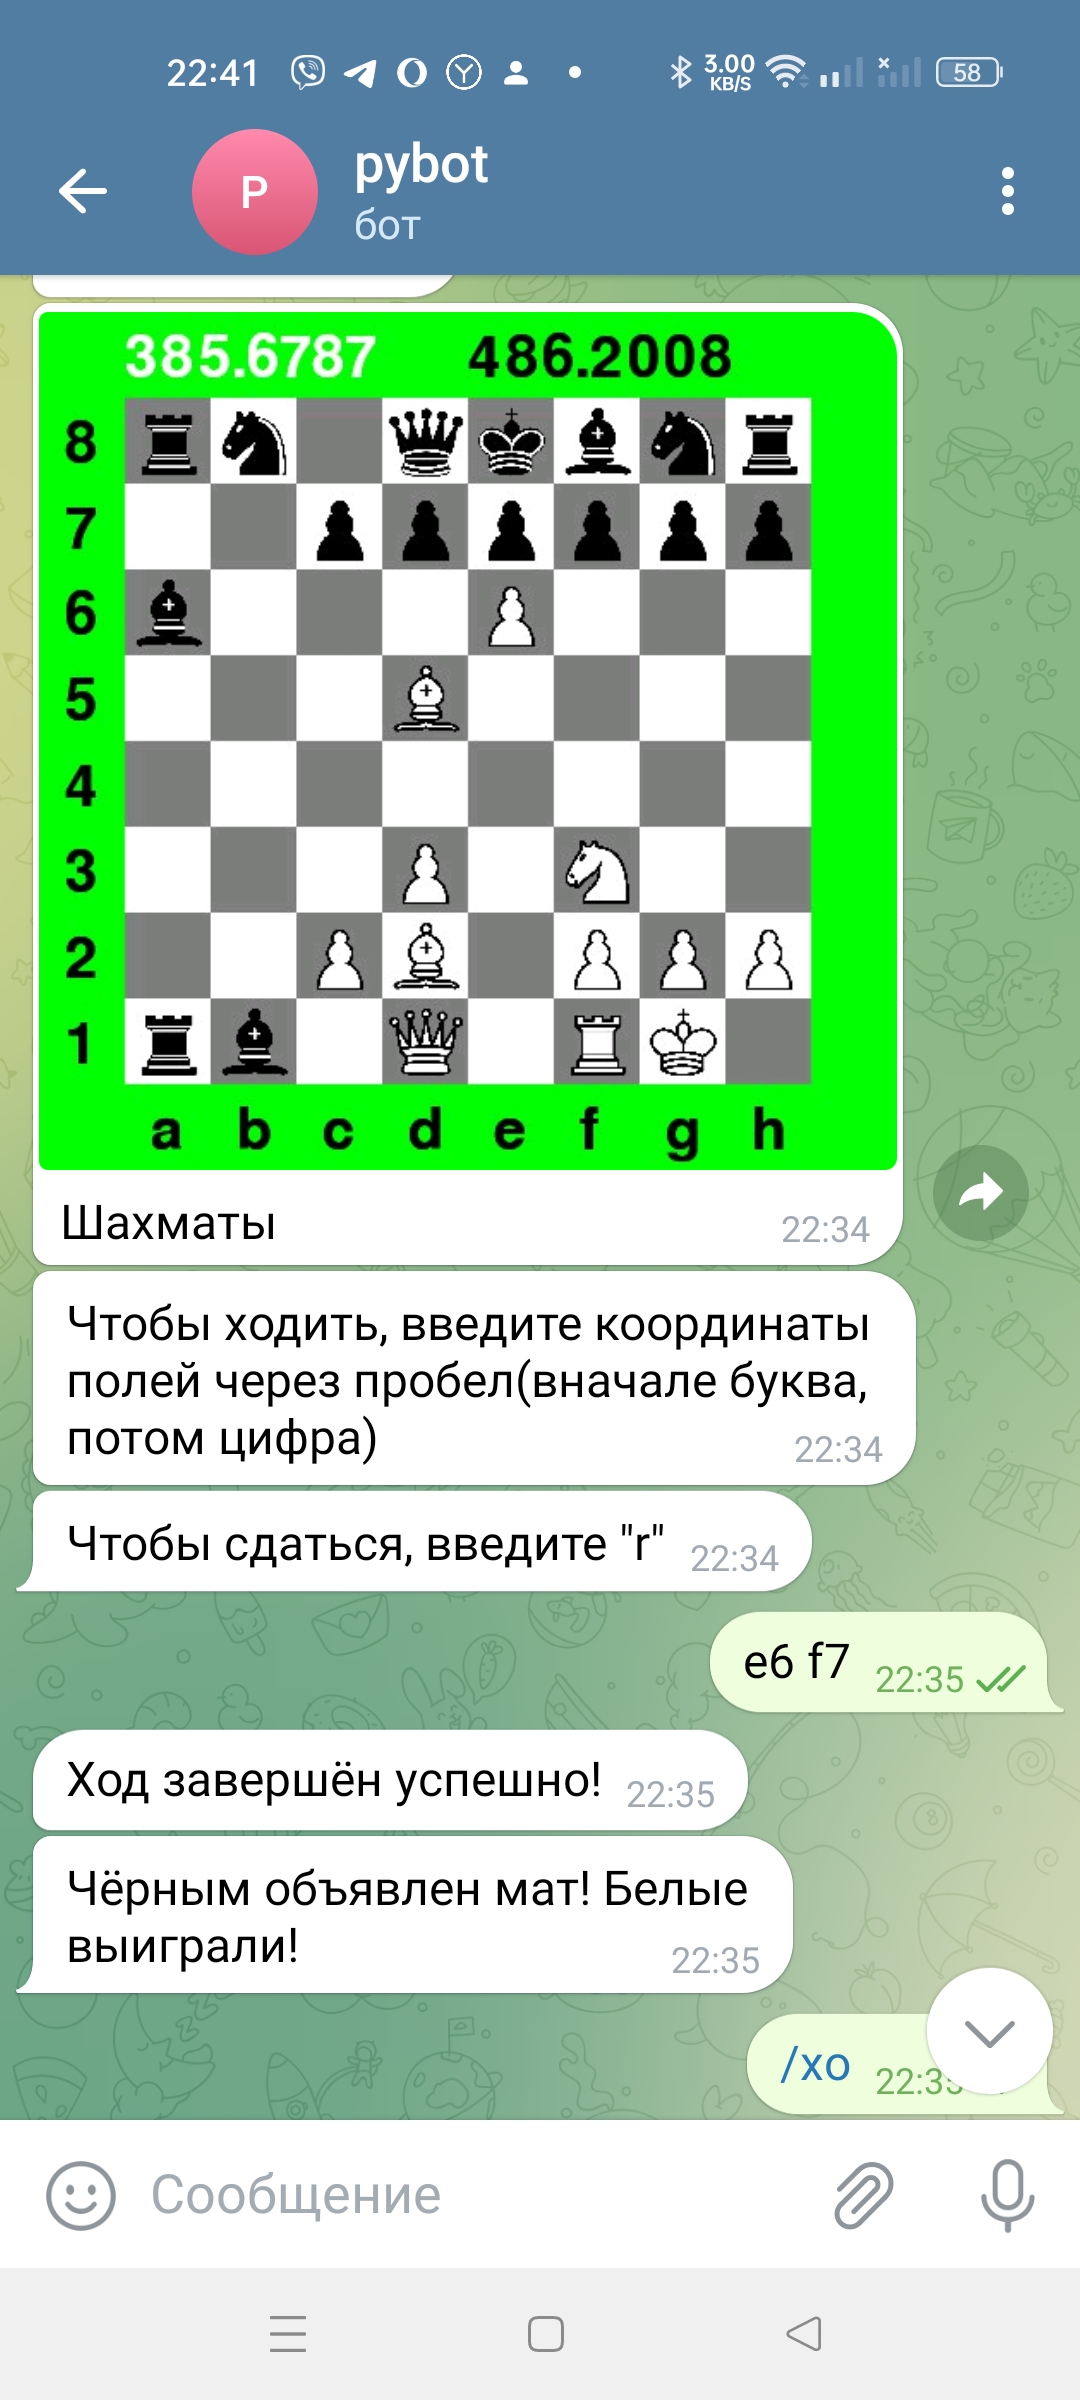 22:41
3.00
KB/S
58
P
pybot
бот
385.6787 486.2008
8
7
6
5
4
3
2
1
a b c d e f g h
Шахматы 22:34
Чтобы ходить, введите координаты
полей через пробел(вначале буква,
потом цифра) 22:34
Чтобы сдаться, введите "r" 22:34
e6 f7 22:35
Ход завершён успешно! 22:35
Чёрным объявлен мат! Белые
выиграли! 22:35
/xo
Сообщение